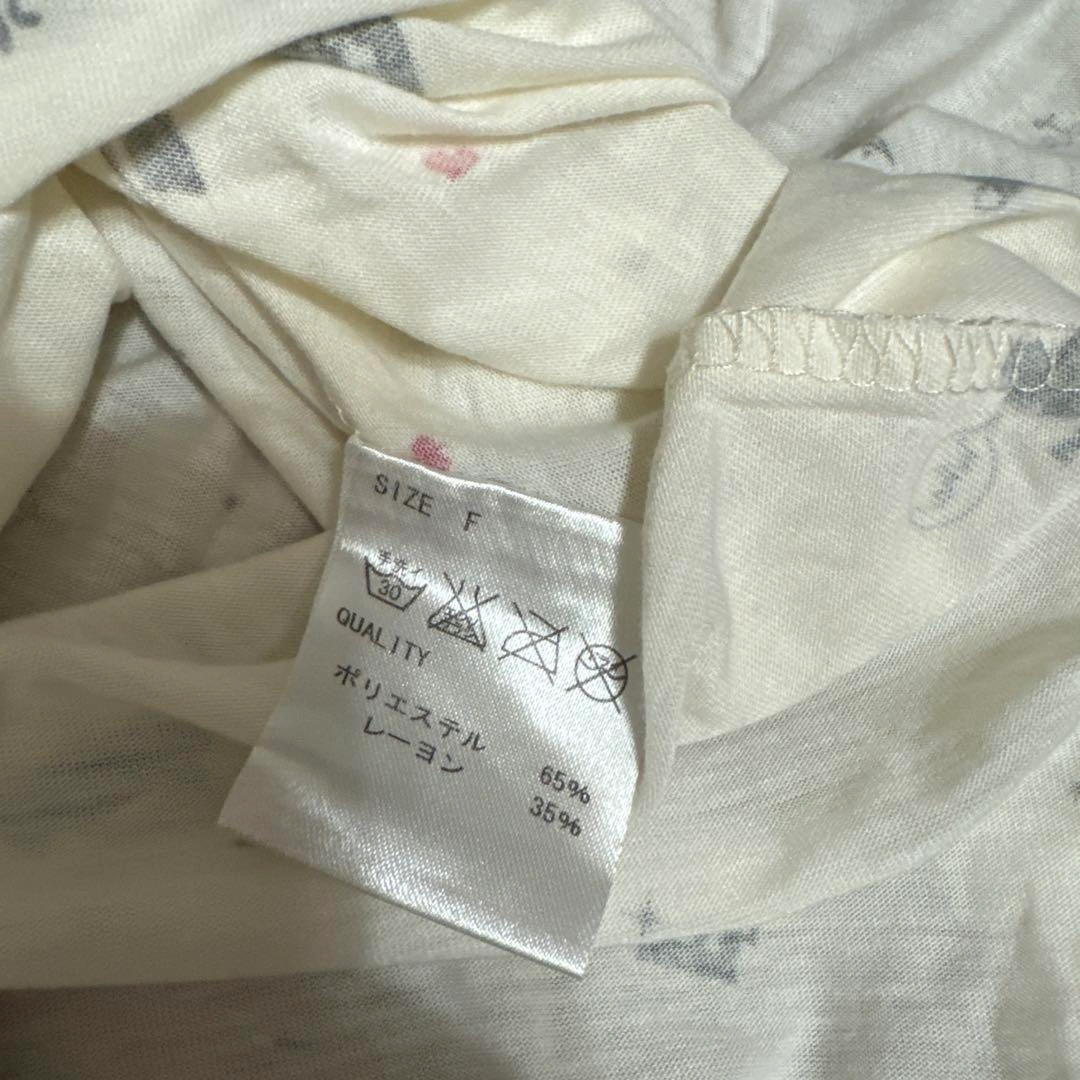 SIZE F
手洗イ
30
QUALITY
ポリエステル 65%
レーヨン 35%